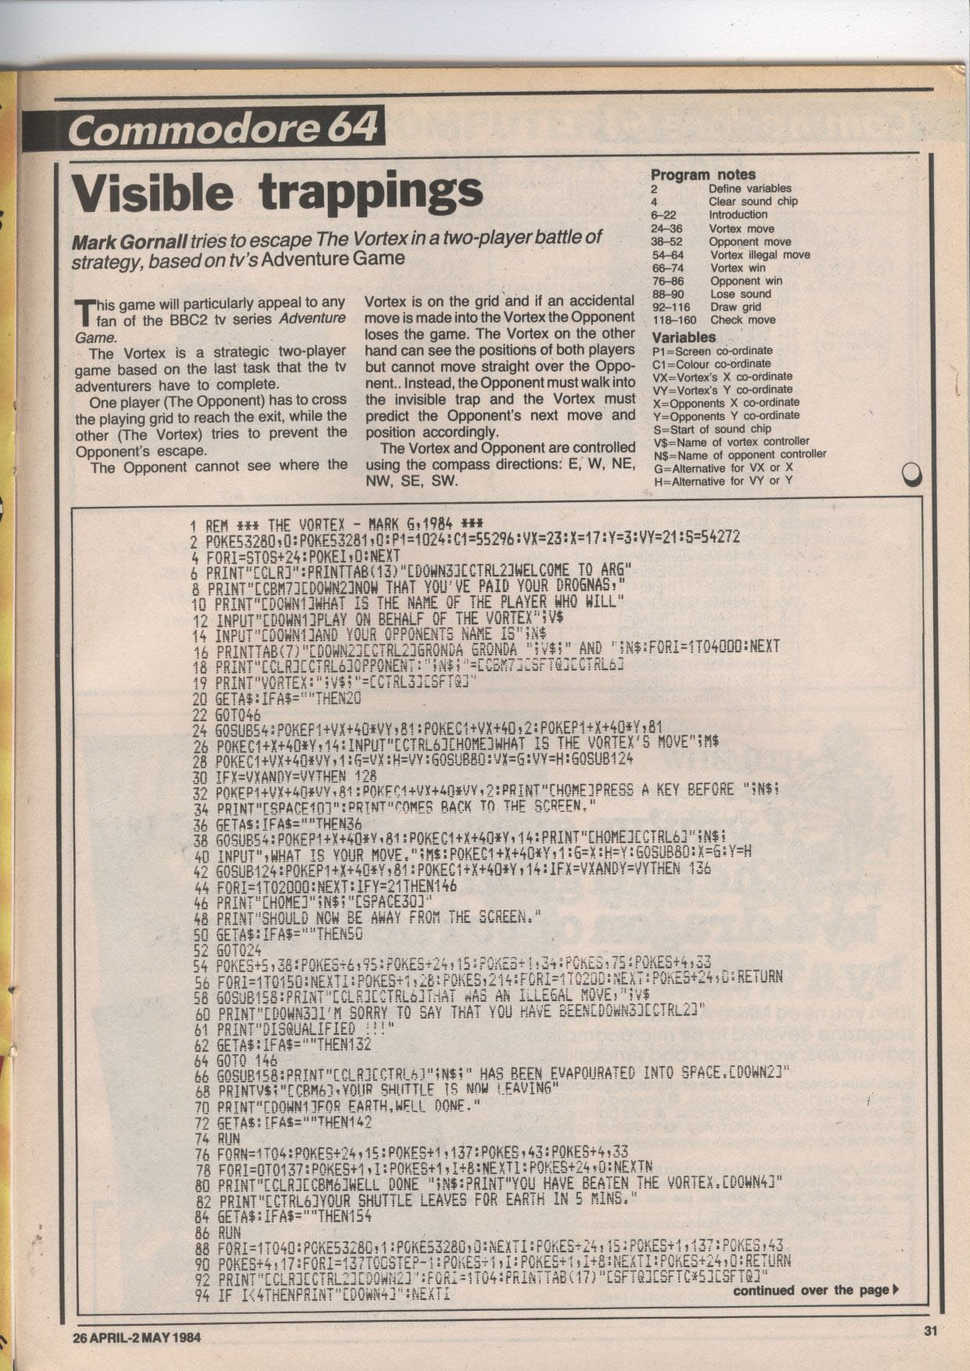 Commodore 64
Visible trappings
Mark Gornall tries to escape The Vortex in a two-player battle of
strategy, based on tv's Adventure Game
This game will particularly appeal to any
fan of the BBC2 tv series Adventure
Game.
The Vortex is a strategic two-player
game based on the last task that the tv
adventurers have to complete.
One player (The Opponent) has to cross
the playing grid to reach the exit, while the
other (The Vortex) tries to prevent the
Opponent's escape.
The Opponent cannot see where the
Vortex is on the grid and if an accidental
move is made into the Vortex the Opponent
loses the game. The Vortex on the other
hand can see the positions of both players
but cannot move straight over the Oppo-
nent.. Instead, the Opponent must walk into
the invisible trap and the Vortex must
predict the Opponent's next move and
position accordingly.
The Vortex and Opponent are controlled
using the compass directions: E, W, NE,
NW, SE, SW.
Program notes
2 Define variables
4 Clear sound chip
6–22 Introduction
24–36 Vortex move
38–52 Opponent move
54–64 Vortex illegal move
66–74 Vortex win
76–86 Opponent win
88–90 Lose sound
92–116 Draw grid
118–160 Check move
Variables
P1=Screen co-ordinate
C1=Colour co-ordinate
VX=Vortex's X co-ordinate
VY=Vortex's Y co-ordinate
X=Opponents X co-ordinate
Y=Opponents Y co-ordinate
S=Start of sound chip
V$=Name of vortex controller
N$=Name of opponent controller
G=Alternative for VX or X
H=Alternative for VY or Y
1 REM *** THE VORTEX - MARK G,1984 ***
2 POKE53280,0:POKE53281,0:P1=1024:C1=55296:VX=23:X=17:Y=3:VY=21:S=54272
4 FORI=STOS+24:POKEI,0:NEXT
6 PRINT"[CLR]":PRINTTAB(13)"[DOWN3][CTRL2]WELCOME TO ARG"
8 PRINT"[CBM7][DOWN2]NOW THAT YOU'VE PAID YOUR DROGNAS,"
10 PRINT"[DOWN1]WHAT IS THE NAME OF THE PLAYER WHO WILL"
12 INPUT"[DOWN1]PLAY ON BEHALF OF THE VORTEX";V$
14 INPUT"[DOWN1]AND YOUR OPPONENTS NAME IS";N$
16 PRINTTAB(7)"[DOWN2][CTRL2]GRONDA GRONDA ";V$;" AND ";N$:FORI=1TO4000:NEXT
18 PRINT"[CLR][CTRL6]OPPONENT:";N$;"=[CBM7][SFTQ][CTRL6]
19 PRINT"VORTEX:";V$;"=[CTRL3][SFTQ]"
20 GETA$:IFA$=""THEN20
22 GOTO46
24 GOSUB54:POKEP1+VX+40*VY,81:POKEC1+VX+40,2:POKEP1+X+40*Y,81
26 POKEC1+X+40*Y,14:INPUT"[CTRL6][HOME]WHAT IS THE VORTEX'S MOVE";M$
28 POKEC1+VX+40*VY,1:G=VX:H=VY:GOSUB80:VX=G:VY=H:GOSUB124
30 IFX=VXANDY=VYTHEN 128
32 POKEP1+VX+40*VY,81:POKEC1+VX+40*VY,2:PRINT"[HOME]PRESS A KEY BEFORE ";N$;
34 PRINT"[SPACE10]":PRINT"COMES BACK TO THE SCREEN."
36 GETA$:IFA$=""THEN36
38 GOSUB54:POKEP1+X+40*Y,81:POKEC1+X+40*Y,14:PRINT"[HOME][CTRL6]";N$;
40 INPUT",WHAT IS YOUR MOVE.";M$:POKEC1+X+40*Y,1:G=X:H=Y:GOSUB80:X=G:Y=H
42 GOSUB124:POKEP1+X+40*Y,81:POKEC1+X+40*Y,14:IFX=VXANDY=VYTHEN 136
44 FORI=1TO2000:NEXT:IFY=21THEN146
46 PRINT"[HOME]";N$;"[SPACE30]"
48 PRINT"SHOULD NOW BE AWAY FROM THE SCREEN."
50 GETA$:IFA$=""THEN50
52 GOTO24
54 POKES+5,38:POKES+6,95:POKES+24,15:POKES+1,34:POKES,75:POKES+4,33
56 FORI=1TO150:NEXTI:POKES+1,28:POKES,214:FORI=1TO200:NEXT:POKES+24,0:RETURN
58 GOSUB158:PRINT"[CLR][CTRL6]THAT WAS AN ILLEGAL MOVE,";V$
60 PRINT"[DOWN3]I'M SORRY TO SAY THAT YOU HAVE BEEN[DOWN3][CTRL2]"
61 PRINT"DISQUALIFIED !!!"
62 GETA$:IFA$=""THEN132
64 GOTO 146
66 GOSUB158:PRINT"[CLR][CTRL6]";N$;" HAS BEEN EVAPOURATED INTO SPACE.[DOWN2]"
68 PRINTV$;"[CBM6],YOUR SHUTTLE IS NOW LEAVING"
70 PRINT"[DOWN1]FOR EARTH.WELL DONE."
72 GETA$:IFA$=""THEN142
74 RUN
76 FORN=1TO4:POKES+24,15:POKES+1,137:POKES,43:POKES+4,33
78 FORI=0TO137:POKES+1,I:POKES+1,I+8:NEXTI:POKES+24,0:NEXTN
80 PRINT"[CLR][CBM6]WELL DONE ";N$:PRINT"YOU HAVE BEATEN THE VORTEX.[DOWN4]"
82 PRINT"[CTRL6]YOUR SHUTTLE LEAVES FOR EARTH IN 5 MINS."
84 GETA$:IFA$=""THEN154
86 RUN
88 FORI=1TO40:POKE53280,1:POKE53280,0:NEXTI:POKES+24,15:POKES+1,137:POKES,43
90 POKES+4,17:FORI=137TO0STEP-1:POKES+1,I:POKES+1,I+8:NEXTI:POKES+24,0:RETURN
92 PRINT"[CLR][CTRL2][DOWN2]":FORI=1TO4:PRINTTAB(17)"[SFTQ][SFTC*5][SFTQ]"
94 IF I<4THENPRINT"[DOWN4]":NEXTI
continued over the page
26 APRIL-2 MAY 1984
31